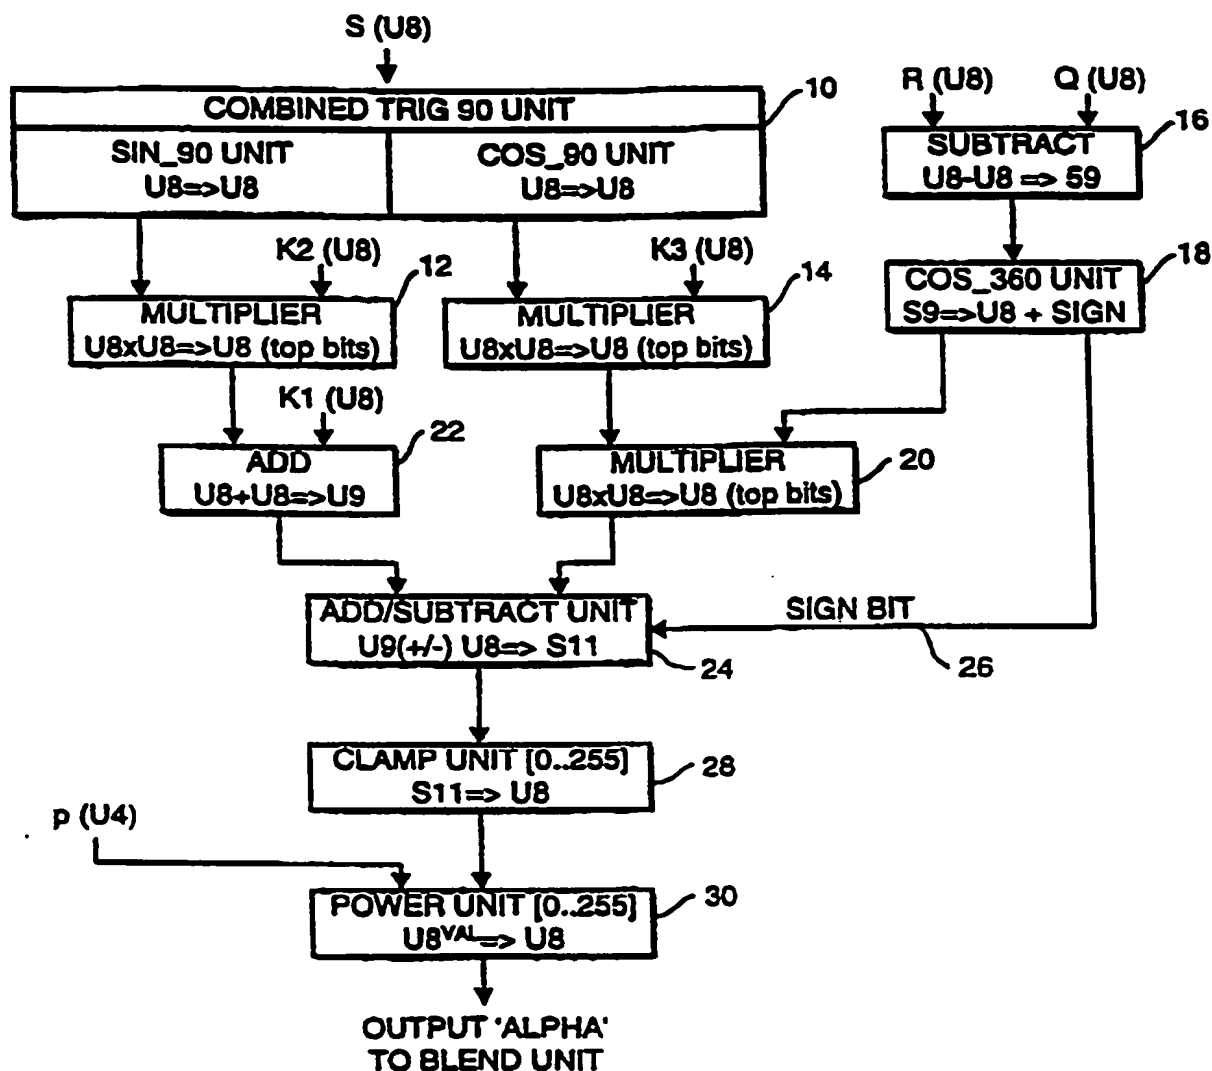 S (U8)
COMBINED TRIG 90 UNIT
10
SIN_90 UNIT
U8=>U8
COS_90 UNIT
U8=>U8
R (U8)
Q (U8)
SUBTRACT
U8-U8 => 59
16
K2 (U8)
12
MULTIPLIER
U8xU8=>U8 (top bits)
K3 (U8)
14
MULTIPLIER
U8xU8=>U8 (top bits)
COS_360 UNIT
S9=>U8 + SIGN
18
K1 (U8)
22
ADD
U8+U8=>U9
MULTIPLIER
U8xU8=>U8 (top bits)
20
ADD/SUBTRACT UNIT
U9(+/-) U8=> S11
24
SIGN BIT
26
CLAMP UNIT [0..255]
S11=> U8
28
p (U4)
POWER UNIT [0..255]
U8^VAL=> U8
30
OUTPUT 'ALPHA'
TO BLEND UNIT